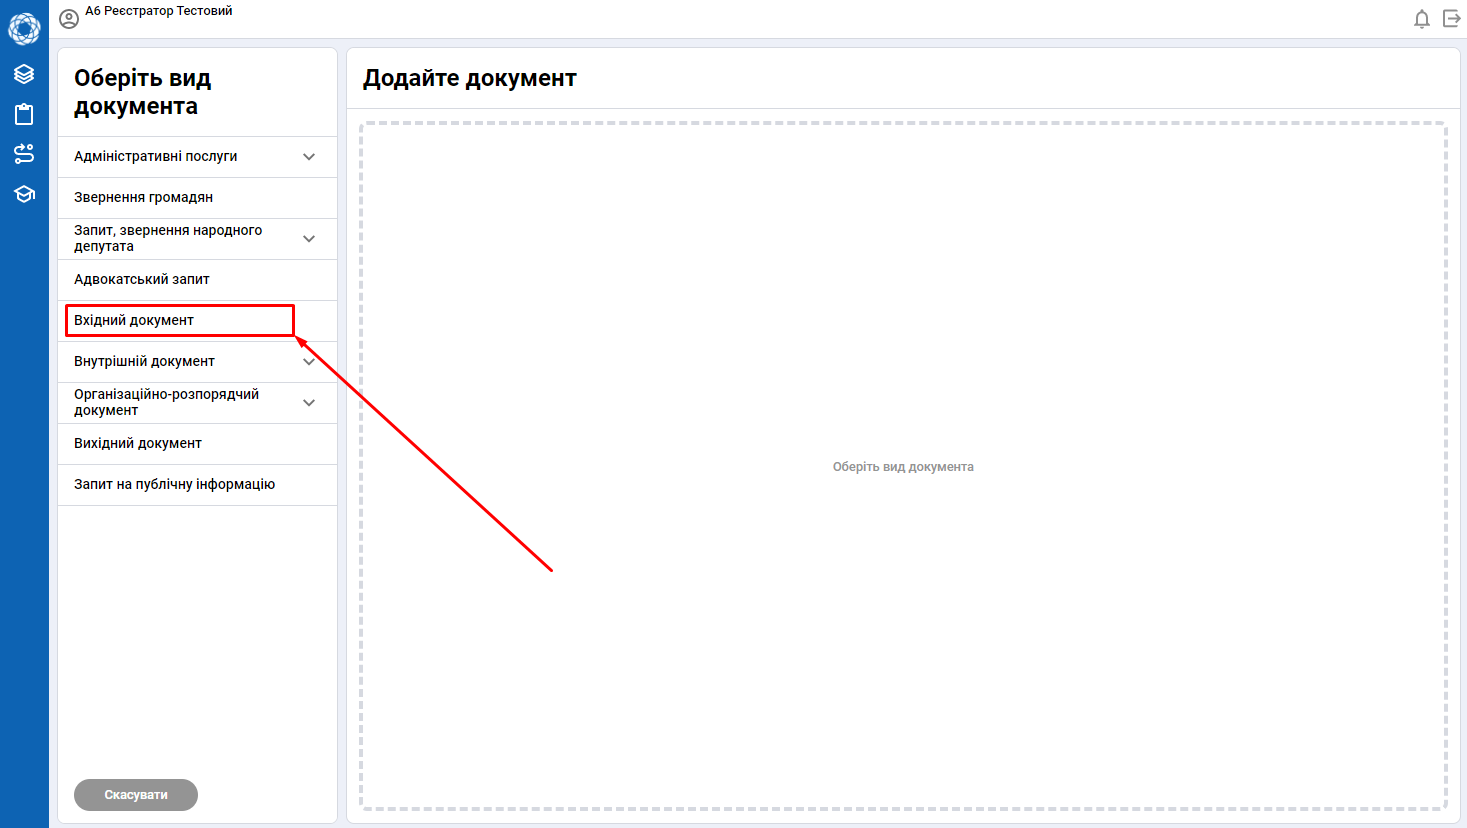 А6 Реєстратор Тестовий
Оберіть вид
документа
Адміністративні послуги
Звернення громадян
Запит, звернення народного
депутата
Адвокатський запит
Вхідний документ
Внутрішній документ
Організаційно-розпорядчий
документ
Вихідний документ
Запит на публічну інформацію
Скасувати
Додайте документ
Оберіть вид документа